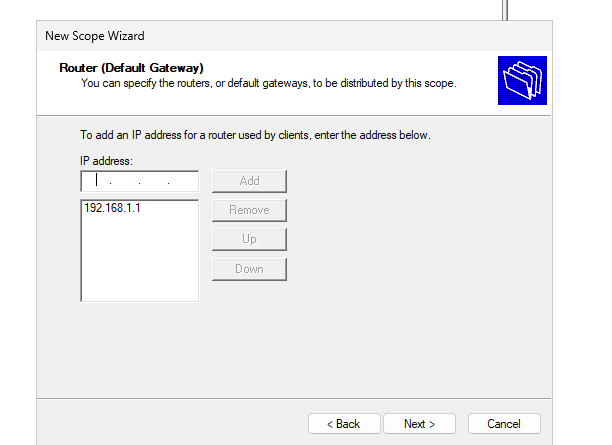 New Scope Wizard
Router (Default Gateway)
You can specify the routers, or default gateways, to be distributed by this scope.
To add an IP address for a router used by clients, enter the address below.
IP address:
. . .
Add
192.168.1.1
Remove
Up
Down
< Back
Next >
Cancel